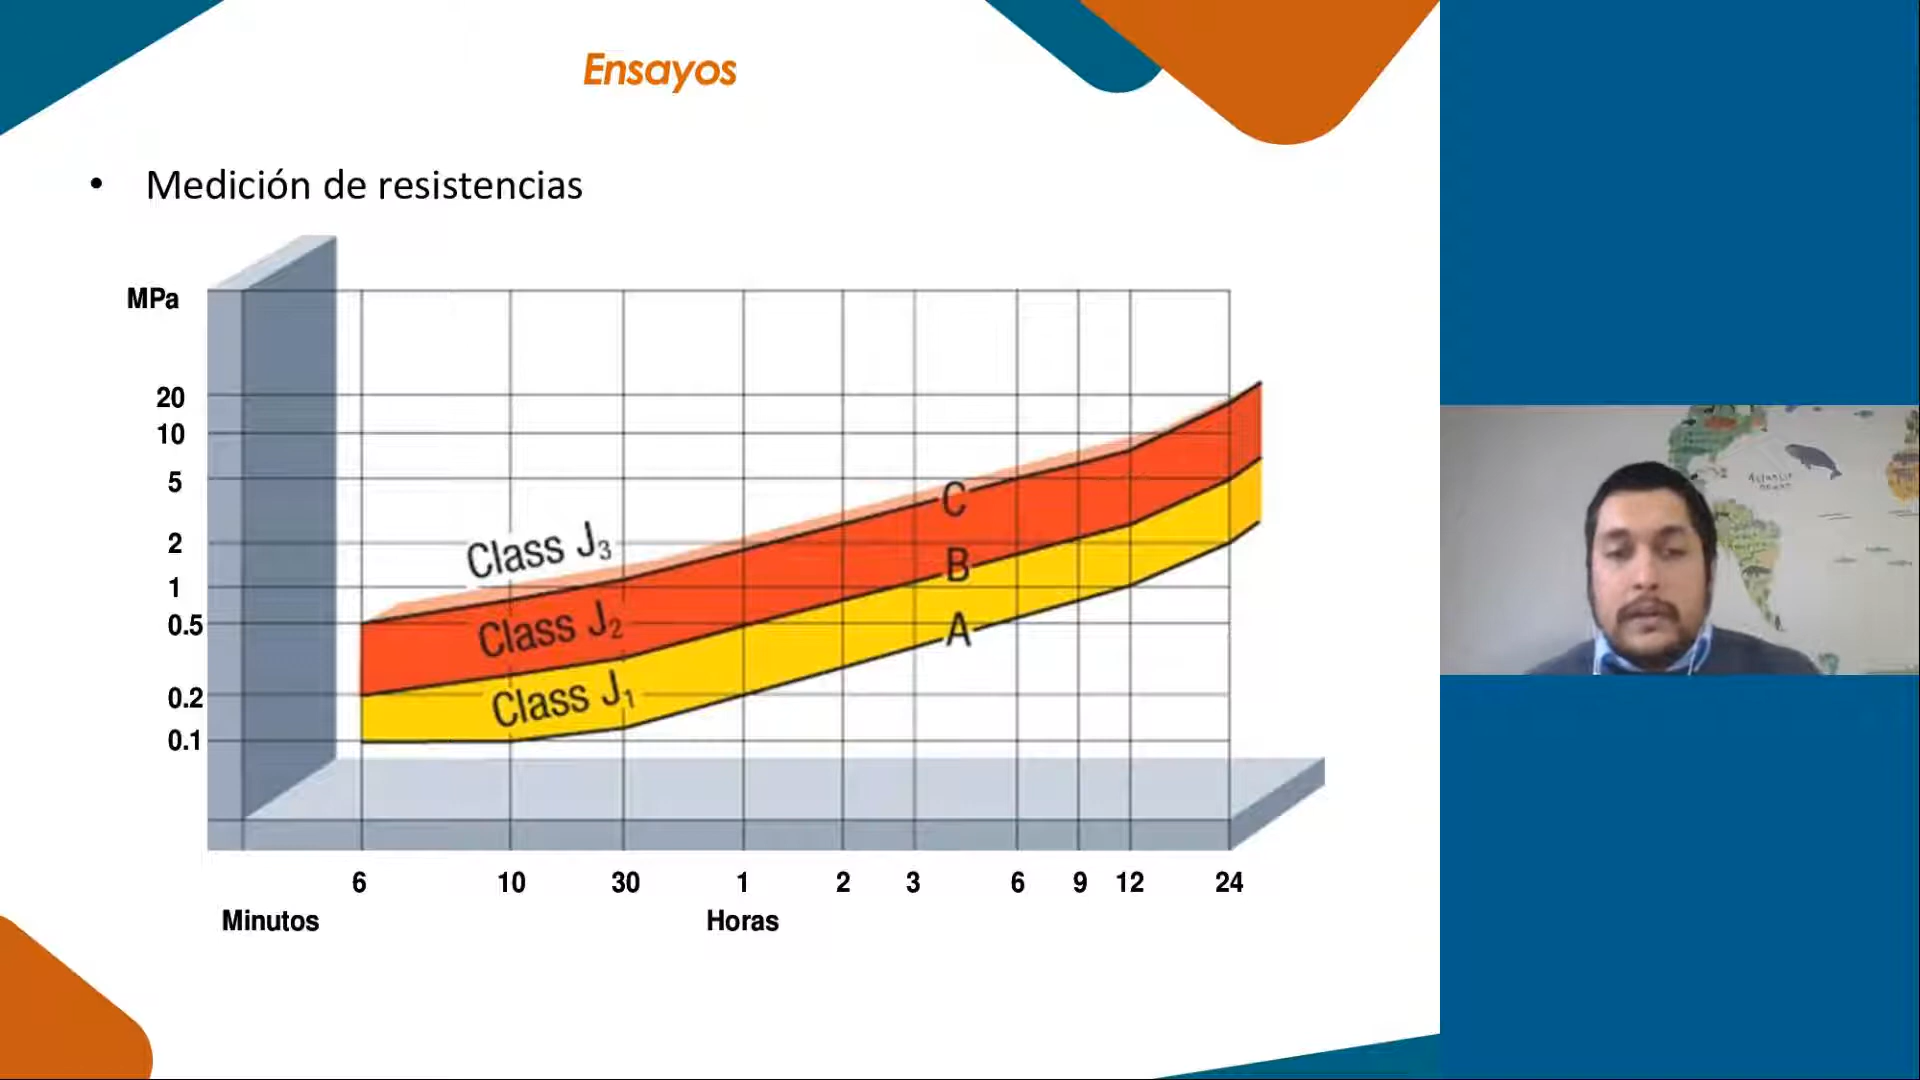 Ensayos
• Medición de resistencias
MPa
20
10
5
2
1
0.5
0.2
0.1
Class J₃
Class J₂
Class J₁
C
B
A
6 10 30 1 2 3 6 9 12 24
Minutos Horas